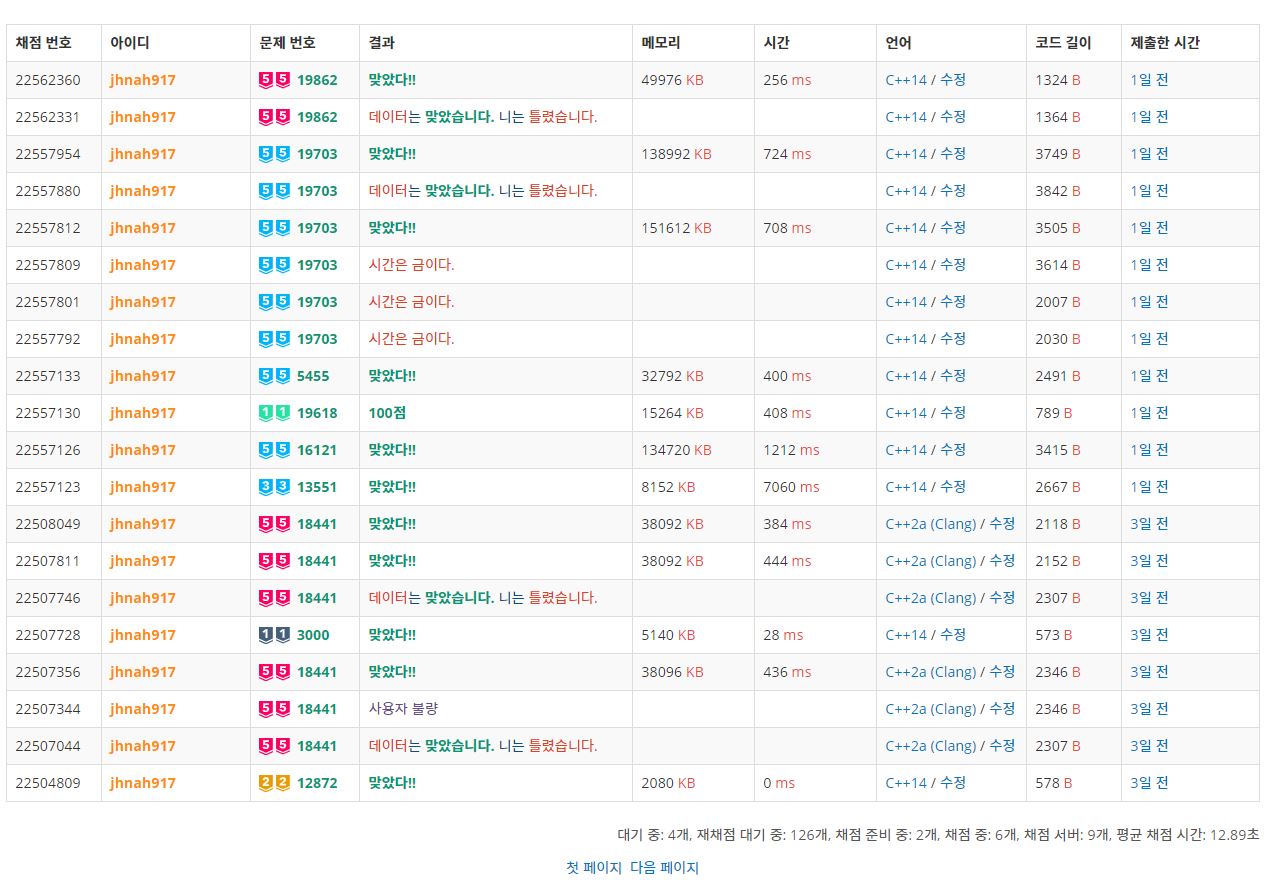 채점 번호 아이디 문제 번호 결과 메모리 시간 언어 코드 길이 제출한 시간
22562360 jhnah917 5 5 19862 맞았다!! 49976 KB 256 ms C++14 / 수정 1324 B 1일 전
22562331 jhnah917 5 5 19862 데이터는 맞았습니다. 니는 틀렸습니다. C++14 / 수정 1364 B 1일 전
22557954 jhnah917 5 5 19703 맞았다!! 138992 KB 724 ms C++14 / 수정 3749 B 1일 전
22557880 jhnah917 5 5 19703 데이터는 맞았습니다. 니는 틀렸습니다. C++14 / 수정 3842 B 1일 전
22557812 jhnah917 5 5 19703 맞았다!! 151612 KB 708 ms C++14 / 수정 3505 B 1일 전
22557809 jhnah917 5 5 19703 시간은 금이다. C++14 / 수정 3614 B 1일 전
22557801 jhnah917 5 5 19703 시간은 금이다. C++14 / 수정 2007 B 1일 전
22557792 jhnah917 5 5 19703 시간은 금이다. C++14 / 수정 2030 B 1일 전
22557133 jhnah917 5 5 5455 맞았다!! 32792 KB 400 ms C++14 / 수정 2491 B 1일 전
22557130 jhnah917 1 1 19618 100점 15264 KB 408 ms C++14 / 수정 789 B 1일 전
22557126 jhnah917 5 5 16121 맞았다!! 134720 KB 1212 ms C++14 / 수정 3415 B 1일 전
22557123 jhnah917 3 3 13551 맞았다!! 8152 KB 7060 ms C++14 / 수정 2667 B 1일 전
22508049 jhnah917 5 5 18441 맞았다!! 38092 KB 384 ms C++2a (Clang) / 수정 2118 B 3일 전
22507811 jhnah917 5 5 18441 맞았다!! 38092 KB 444 ms C++2a (Clang) / 수정 2152 B 3일 전
22507746 jhnah917 5 5 18441 데이터는 맞았습니다. 니는 틀렸습니다. C++2a (Clang) / 수정 2307 B 3일 전
22507728 jhnah917 1 1 3000 맞았다!! 5140 KB 28 ms C++14 / 수정 573 B 3일 전
22507356 jhnah917 5 5 18441 맞았다!! 38096 KB 436 ms C++2a (Clang) / 수정 2346 B 3일 전
22507344 jhnah917 5 5 18441 사용자 불량 C++2a (Clang) / 수정 2346 B 3일 전
22507044 jhnah917 5 5 18441 데이터는 맞았습니다. 니는 틀렸습니다. C++2a (Clang) / 수정 2307 B 3일 전
22504809 jhnah917 2 2 12872 맞았다!! 2080 KB 0 ms C++14 / 수정 578 B 3일 전
대기 중: 4개, 재채점 대기 중: 126개, 채점 준비 중: 2개, 채점 중: 6개, 채점 서버: 9개, 평균 채점 시간: 12.89초
첫 페이지 다음 페이지